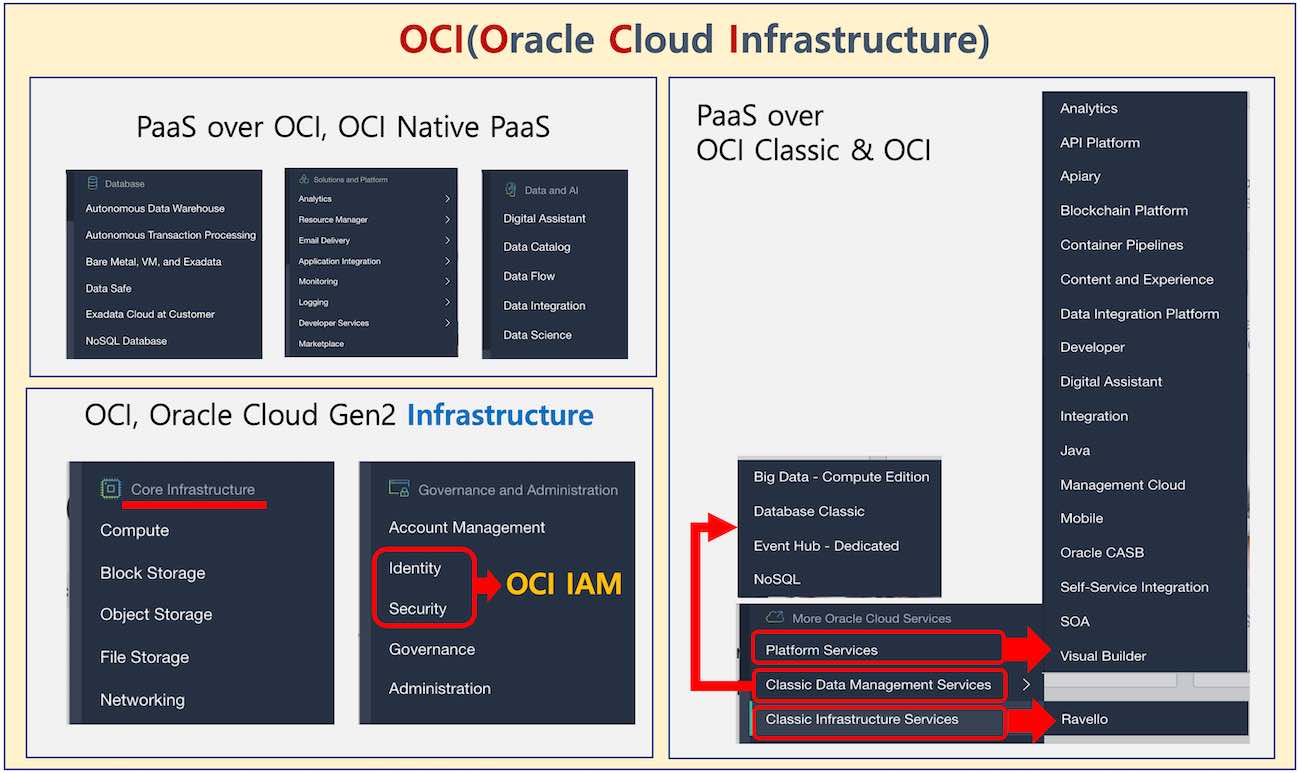 OCI(Oracle Cloud Infrastructure)
PaaS over OCI, OCI Native PaaS
Database
Autonomous Data Warehouse
Autonomous Transaction Processing
Bare Metal, VM, and Exadata
Data Safe
Exadata Cloud at Customer
NoSQL Database
Solutions and Platform
Analytics
Resource Manager
Email Delivery
Application Integration
Monitoring
Logging
Developer Services
Marketplace
Data and AI
Digital Assistant
Data Catalog
Data Flow
Data Integration
Data Science
OCI, Oracle Cloud Gen2 Infrastructure
Core Infrastructure
Compute
Block Storage
Object Storage
File Storage
Networking
Governance and Administration
Account Management
Identity
Security
OCI IAM
Governance
Administration
PaaS over
OCI Classic & OCI
Big Data - Compute Edition
Database Classic
Event Hub - Dedicated
NoSQL
More Oracle Cloud Services
Platform Services
Classic Data Management Services
Classic Infrastructure Services
Analytics
API Platform
Apiary
Blockchain Platform
Container Pipelines
Content and Experience
Data Integration Platform
Developer
Digital Assistant
Integration
Java
Management Cloud
Mobile
Oracle CASB
Self-Service Integration
SOA
Visual Builder
Ravello